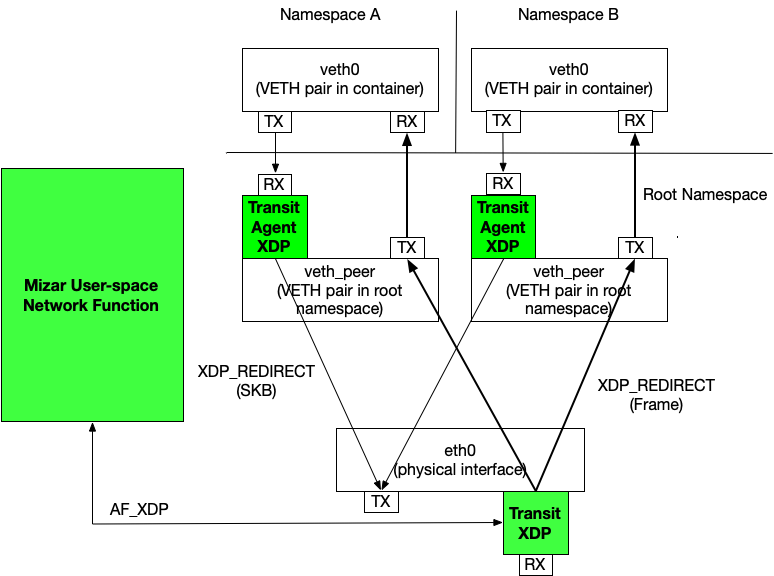 Namespace A
Namespace B
veth0
(VETH pair in container)
veth0
(VETH pair in container)
TX
RX
TX
RX
RX
RX
Root Namespace
Transit
Agent
XDP
Transit
Agent
XDP
TX
TX
veth_peer
(VETH pair in root
namespace)
veth_peer
(VETH pair in root
namespace)
Mizar User-space
Network Function
XDP_REDIRECT
(SKB)
XDP_REDIRECT
(Frame)
eth0
(physical interface)
TX
AF_XDP
Transit
XDP
RX